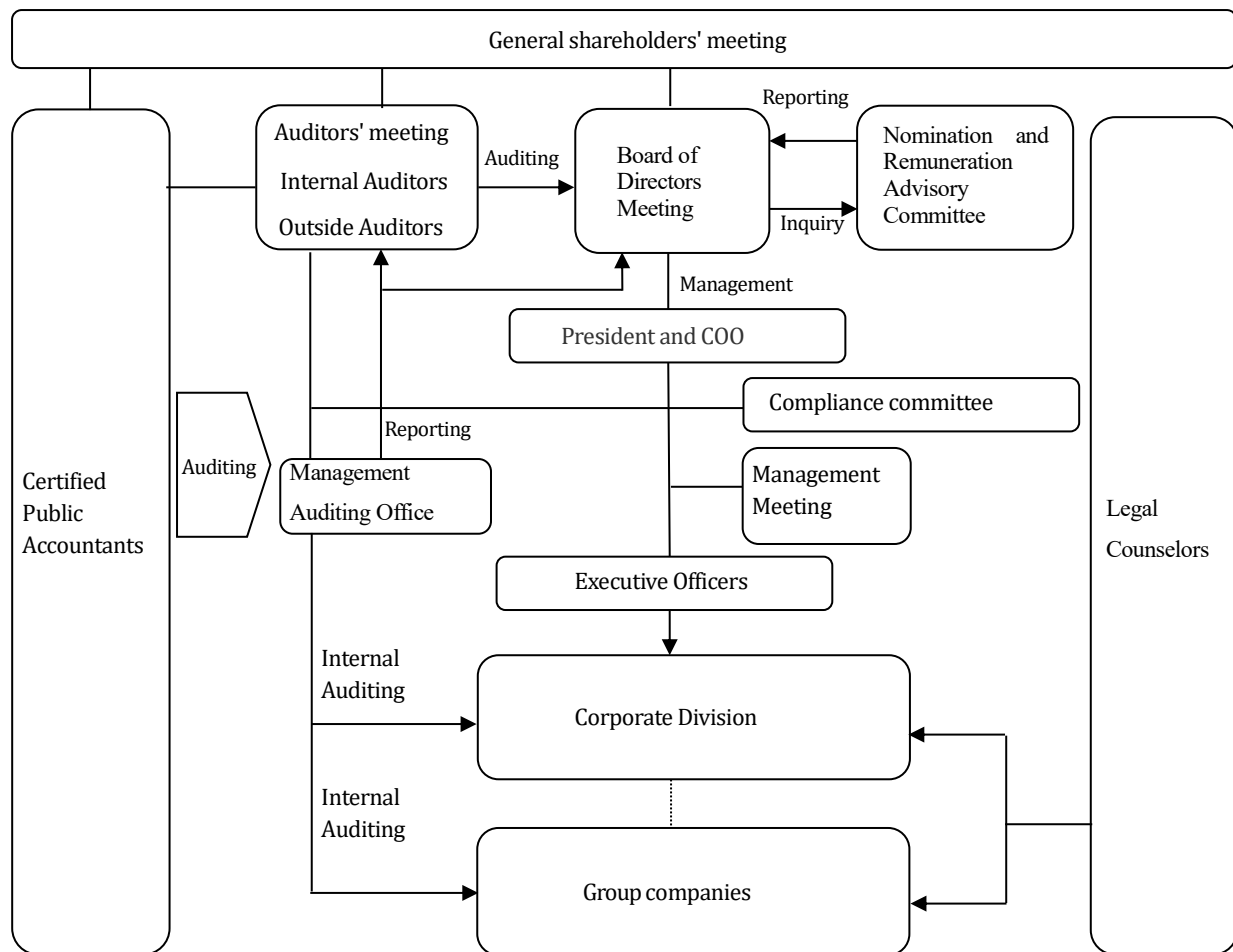 General shareholders' meeting
Auditors' meeting
Internal Auditors
Outside Auditors
Auditing
Board of
Directors
Meeting
Reporting
Inquiry
Nomination and
Remuneration
Advisory
Committee
Management
President and COO
Compliance committee
Reporting
Auditing
Management
Auditing Office
Management
Meeting
Certified
Public
Accountants
Legal
Counselors
Executive Officers
Internal
Auditing
Corporate Division
Internal
Auditing
Group companies